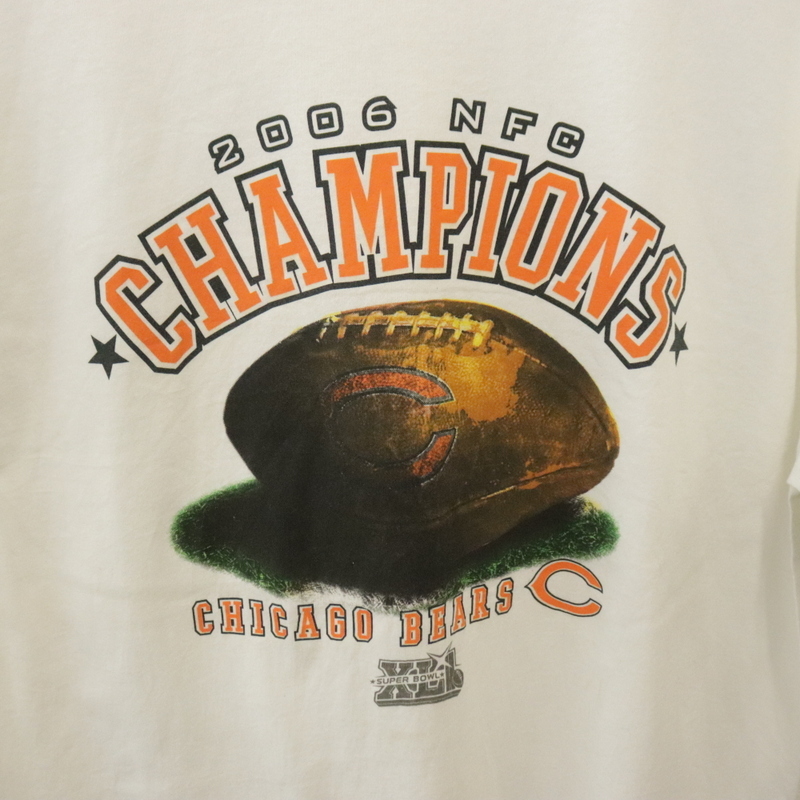 2006 NFC
CHAMPIONS
CHICAGO BEARS
XLI
SUPER BOWL